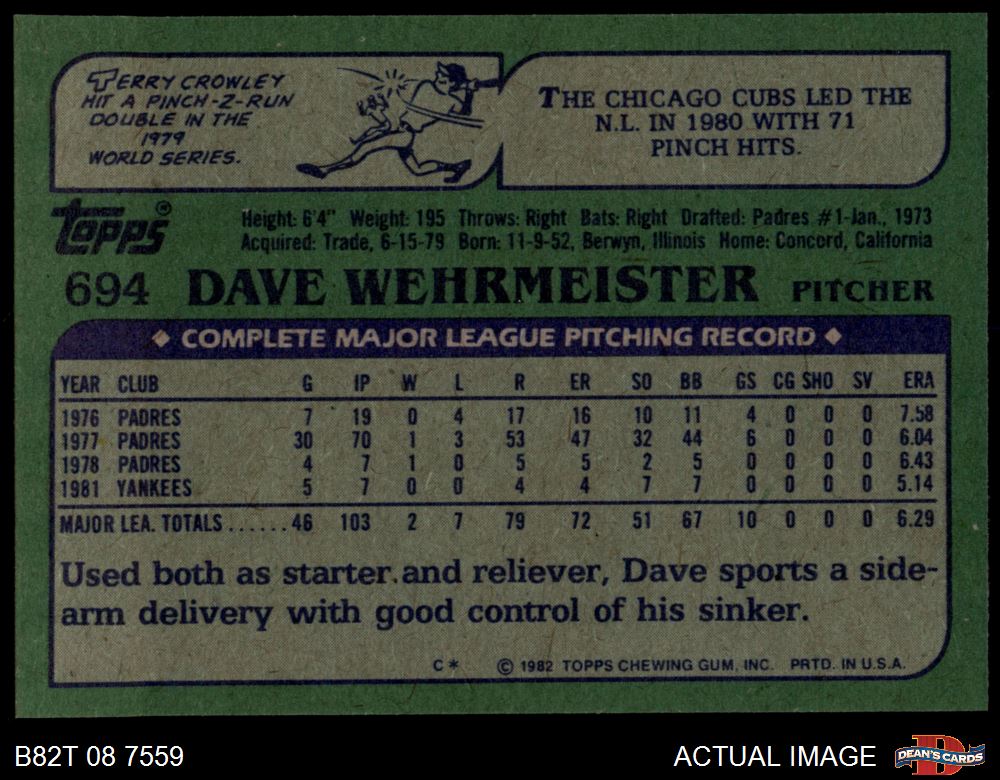 TERRY CROWLEY
HIT A PINCH-2-RUN
DOUBLE IN THE
1979
WORLD SERIES.
THE CHICAGO CUBS LED THE
N.L. IN 1980 WITH 71
PINCH HITS.
Topps®
Height: 6'4" Weight: 195 Throws: Right Bats: Right Drafted: Padres #1-Jan., 1973
Acquired: Trade, 6-15-79 Born: 11-9-52, Berwyn, Illinois Home: Concord, California
694 DAVE WEHRMEISTER PITCHER
◆ COMPLETE MAJOR LEAGUE PITCHING RECORD ◆
YEAR CLUB G IP W L R ER SO BB GS CG SHO SV ERA
1976 PADRES 7 19 0 4 17 16 10 11 4 0 0 0 7.58
1977 PADRES 30 70 1 3 53 47 32 44 6 0 0 0 6.04
1978 PADRES 4 7 1 0 5 5 2 5 0 0 0 0 6.43
1981 YANKEES 5 7 0 0 4 4 7 7 0 0 0 0 5.14
MAJOR LEA. TOTALS......46 103 2 7 79 72 51 67 10 0 0 0 6.29
Used both as starter and reliever, Dave sports a side-
arm delivery with good control of his sinker.
C* © 1982 TOPPS CHEWING GUM, INC. PRTD. IN U.S.A.
B82T 08 7559 ACTUAL IMAGE DEAN'S CARDS